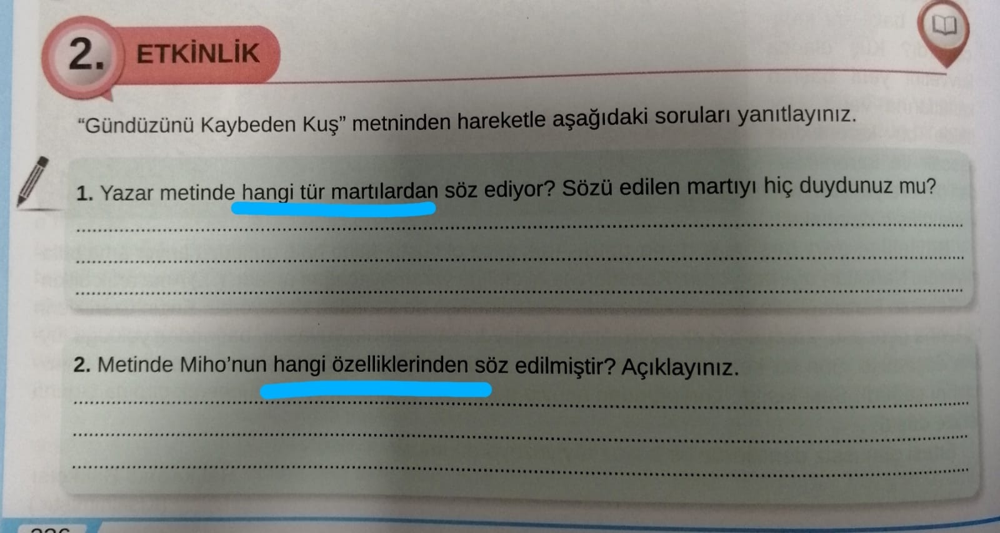 2. ETKİNLİK
“Gündüzünü Kaybeden Kuş” metninden hareketle aşağıdaki soruları yanıtlayınız.
1. Yazar metinde hangi tür martılardan söz ediyor? Sözü edilen martıyı hiç duydunuz mu?
2. Metinde Miho’nun hangi özelliklerinden söz edilmiştir? Açıklayınız.